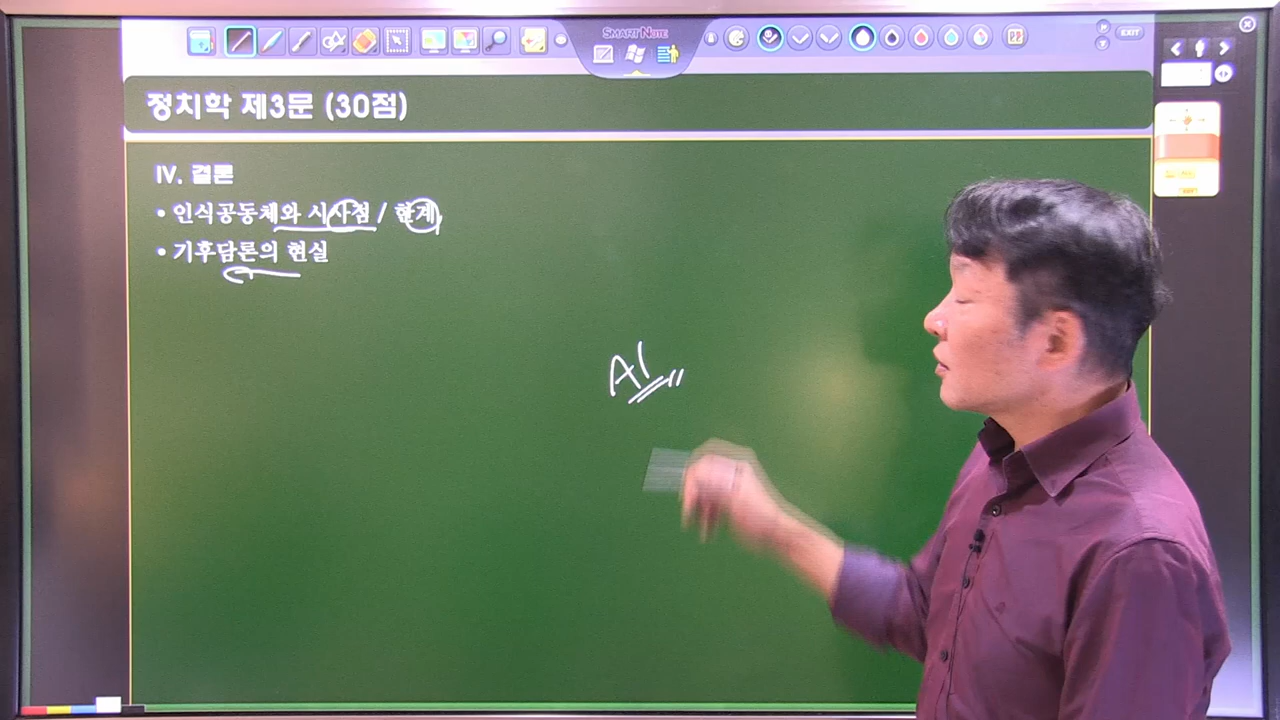 SMART NOTE
EXIT
정치학 제3문 (30점)
IV. 결론
• 인식공동체와 시사점 / 한계
• 기후담론의 현실
AI